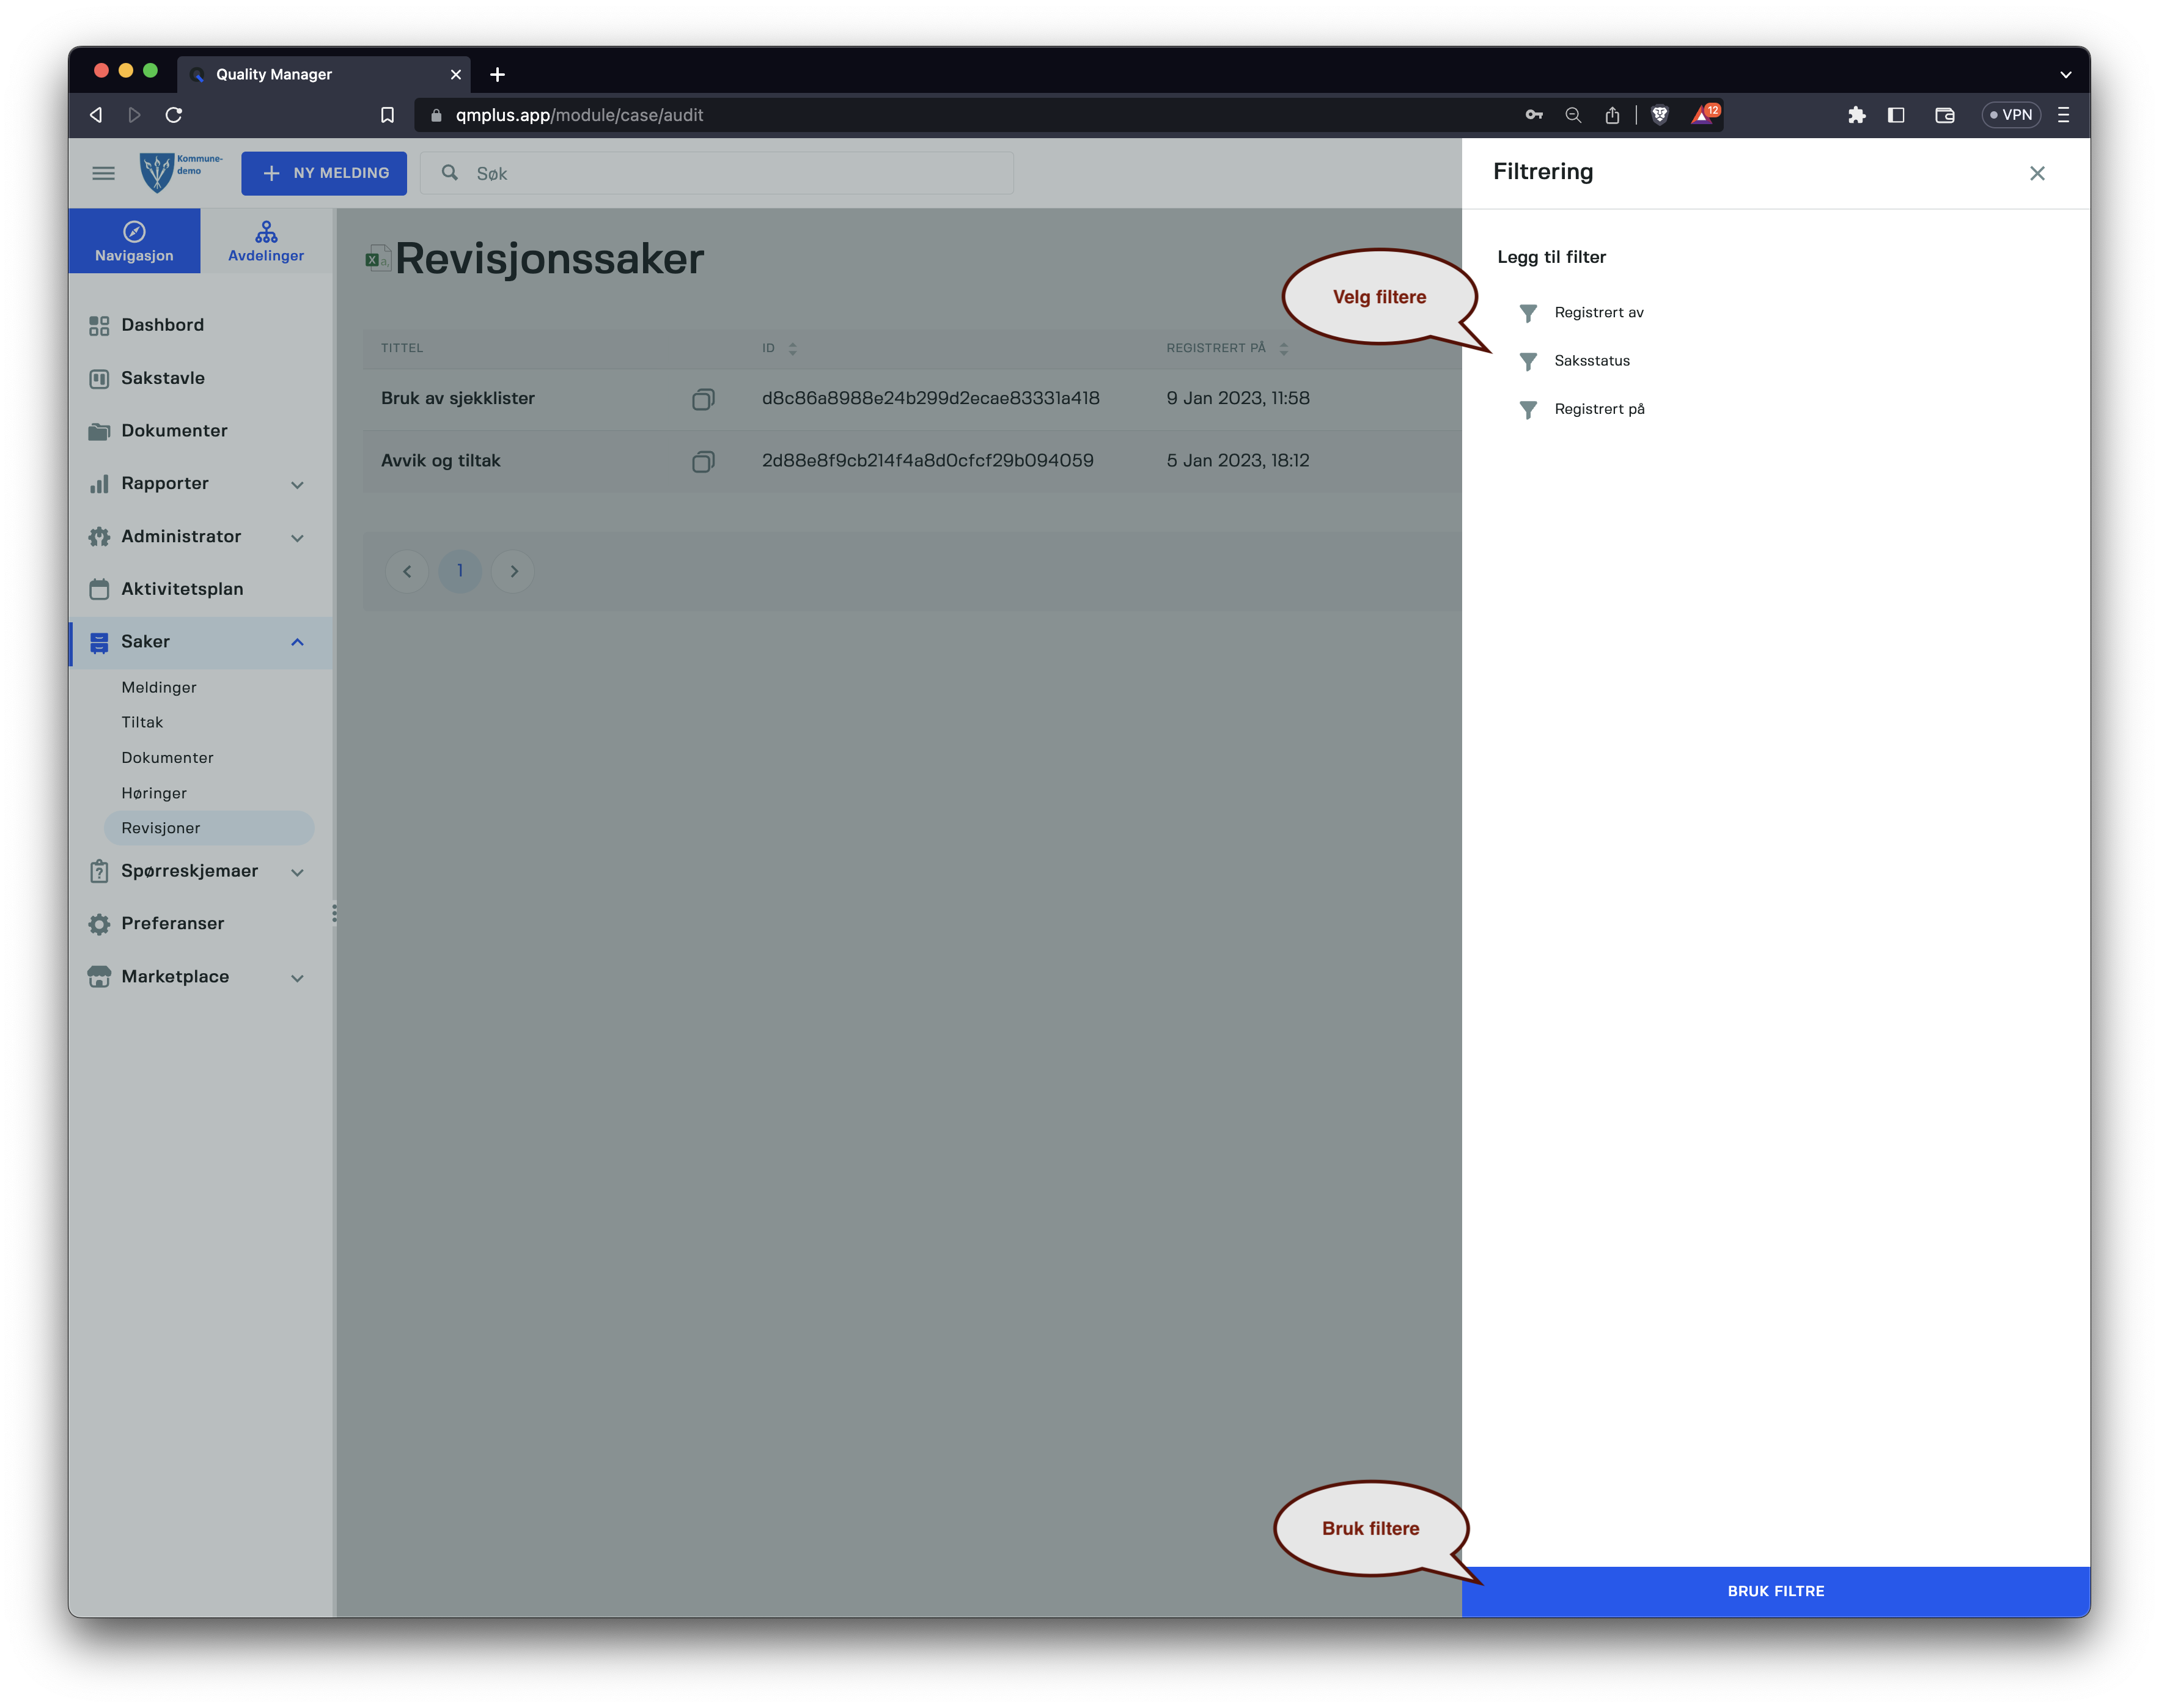 Quality Manager
qmplus.app/module/case/audit
12
VPN
Kommune-
demo
NY MELDING
Søk
Filtrering
Navigasjon
Avdelinger
Revisjonssaker
Legg til filter
Velg filtere
Registrert av
Saksstatus
Registrert på
TITTEL
ID
REGISTRERT PÅ
Bruk av sjekklister
d8c86a8988e24b299d2ecae83331a418
9 Jan 2023, 11:58
Avvik og tiltak
2d88e8f9cb214f4a8d0cfcf29b094059
5 Jan 2023, 18:12
1
Dashbord
Sakstavle
Dokumenter
Rapporter
Administrator
Aktivitetsplan
Saker
Meldinger
Tiltak
Dokumenter
Høringer
Revisjoner
Spørreskjemaer
Preferanser
Marketplace
Bruk filtere
BRUK FILTRE